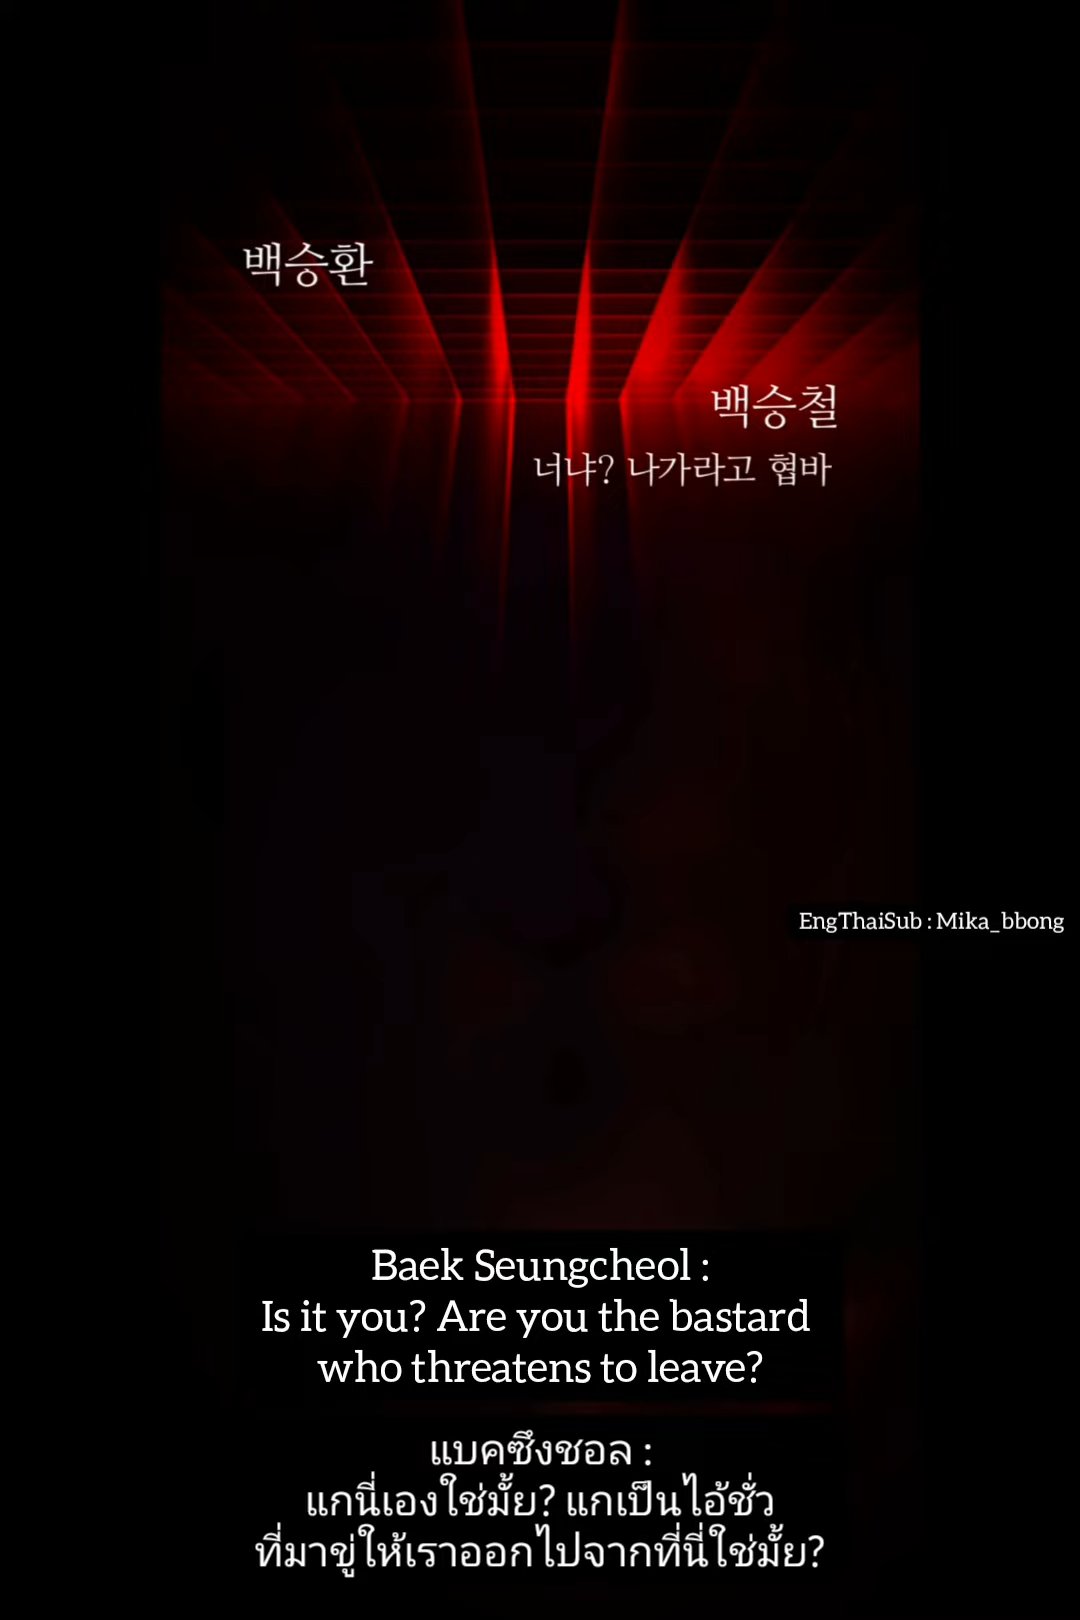 백승환
백승철
너냐? 나가라고 협바
EngThaiSub : Mika_bbong
Baek Seungcheol :
Is it you? Are you the bastard
who threatens to leave?
แบคซึงชอล :
แกนี่เองใช่มั้ย? แกเป็นไอ้ชั่ว
ที่มาขู่ให้เราออกไปจากที่นี่ใช่มั้ย?